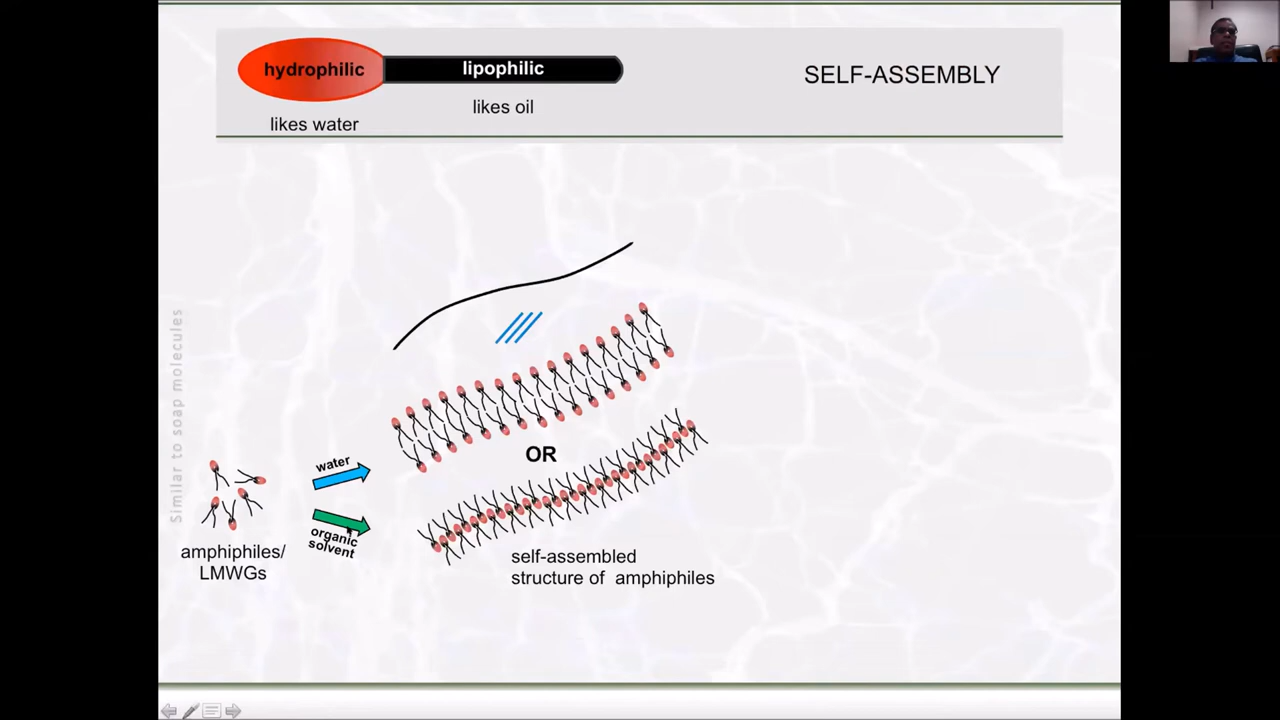 hydrophilic
lipophilic
SELF-ASSEMBLY
likes oil
likes water
Similar to soap molecules
water
OR
organic
solvent
amphiphiles/
LMWGs
self-assembled
structure of amphiphiles